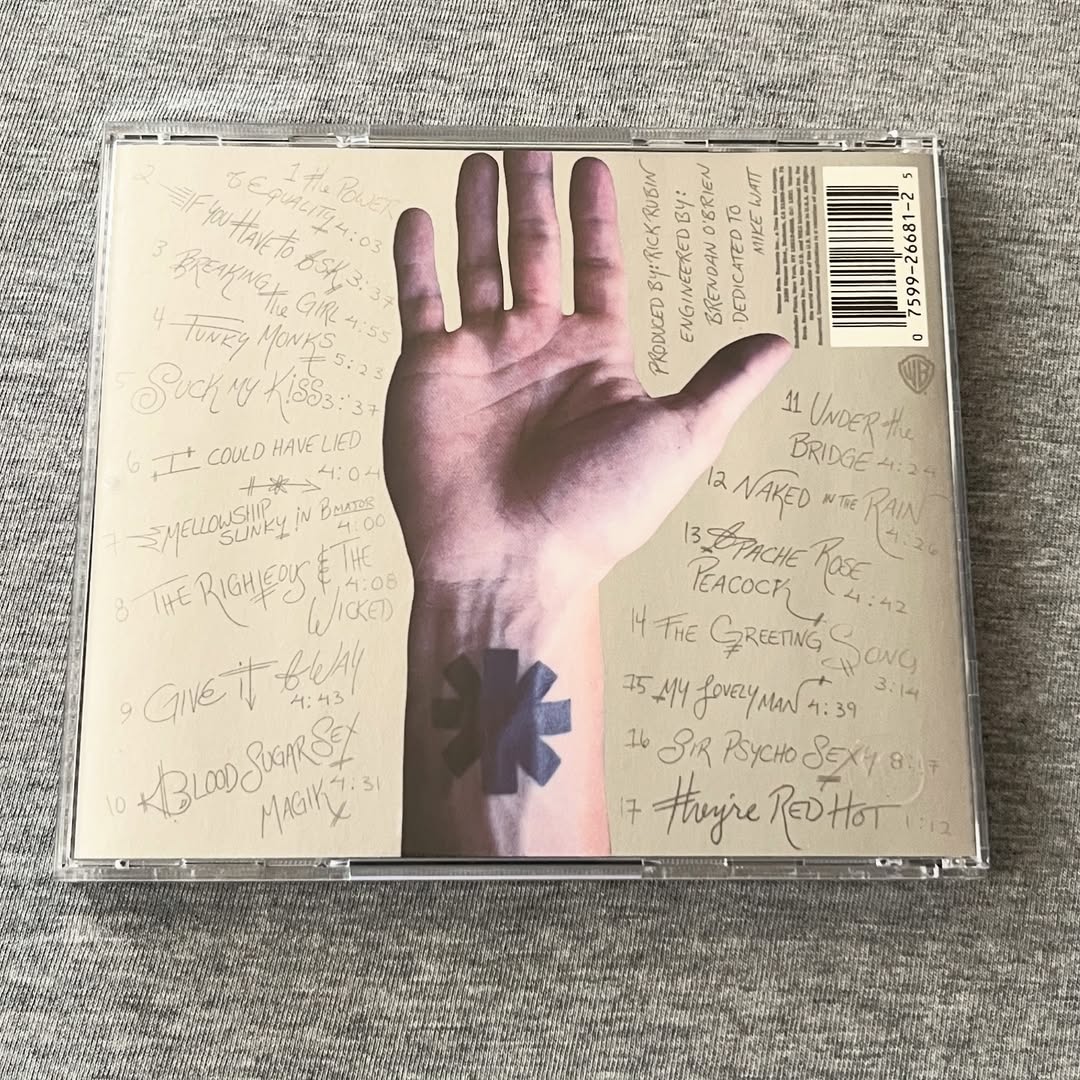 1 the POWER
of EQUALITY 4:03
2 IF YOU HAVE TO ASK 3:37
3 BREAKING the GIRL 4:55
4 FUNKY MONKS 5:23
5 SUCK MY KISS 3:37
6 I COULD HAVE LIED
4:04
7 MELLOWSHIP
SLINKY IN B MAJOR
4:00
8 THE RIGHTEOUS & THE
4:08
WICKED
9 GIVE IT AWAY
4:43
10 BLOOD SUGAR SEX
MAGIK 4:31
PRODUCED BY: RICK RUBIN
ENGINEERED BY:
BRENDAN O'BRIEN
DEDICATED TO
MIKE WATT
0 7599-26681-2 5
WB
11 UNDER the
BRIDGE 4:24
12 NAKED IN THE RAIN
4:26
13 APACHE ROSE
PEACOCK 4:42
14 THE GREETING SONG
3:14
15 MY LOVELY MAN 4:39
16 SIR PSYCHO SEXY 8:17
17 they're RED HOT 1:12